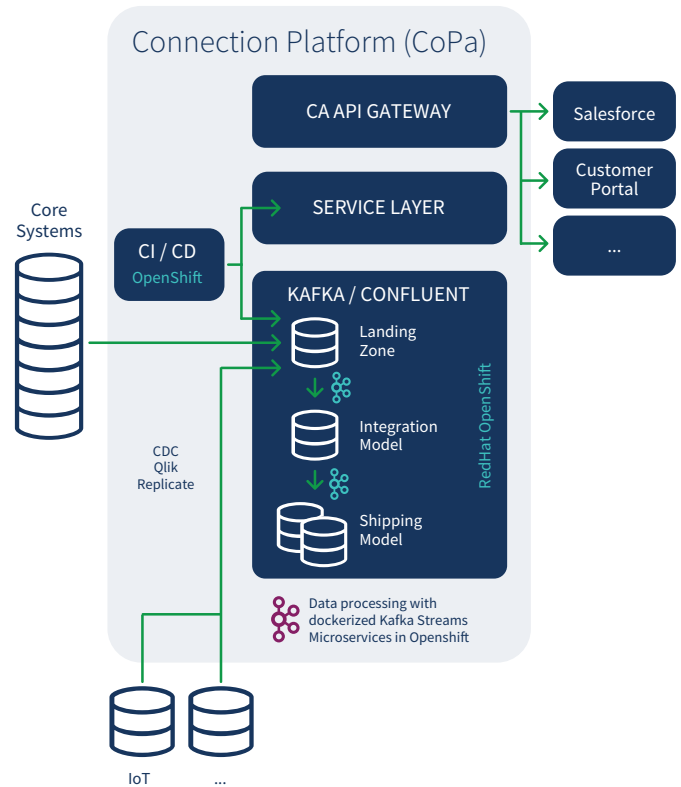 Connection Platform (CoPa)
CA API GATEWAY
Salesforce
Customer
Portal
...
SERVICE LAYER
Core
Systems
CI / CD
OpenShift
KAFKA / CONFLUENT
Landing
Zone
Integration
Model
Shipping
Model
RedHat OpenShift
CDC
Qlik
Replicate
Data processing with
dockerized Kafka Streams
Microservices in Openshift
IoT
...